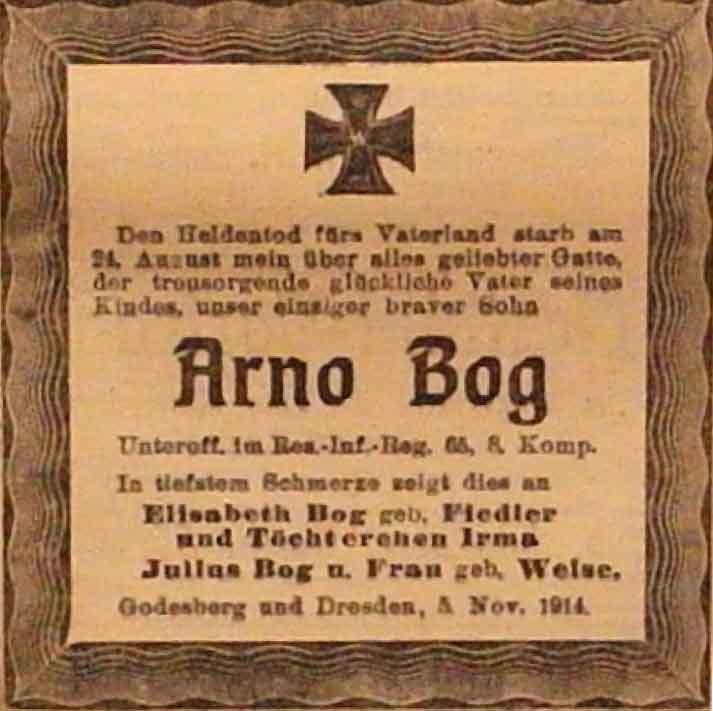 Den Heldentod fürs Vaterland starb am
24. August mein über alles geliebter Gatte,
der treusorgende glückliche Vater seines
Kindes, unser einziger braver Sohn
Arno Bog
Unteroff. im Res.-Inf.-Reg. 65, 8. Komp.
In tiefstem Schmerze zeigt dies an
Elisabeth Bog geb. Fiedler
und Töchterchen Irma
Julius Bog u. Frau geb. Weise.
Godesberg und Dresden, 5. Nov. 1914.